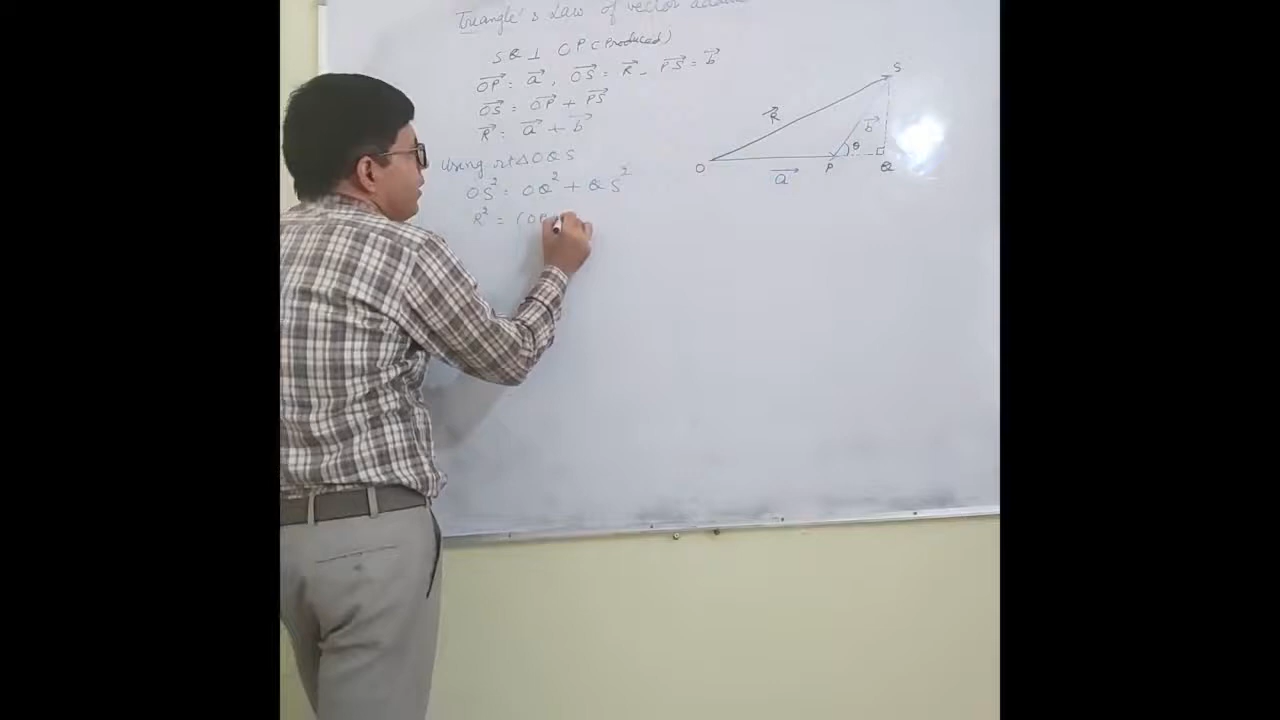 Triangle's Law of vector
SQ ⊥ OP (Produced)
OP⃗ = a⃗, OS⃗ = R⃗ - PS⃗ = b⃗
OS⃗ = OP⃗ + PS⃗
R⃗ = a⃗ + b⃗
Using rt Δ OQS
OS² = OQ² + QS²
R² = (OP
S
R⃗
b⃗
θ
O
a⃗
P
Q